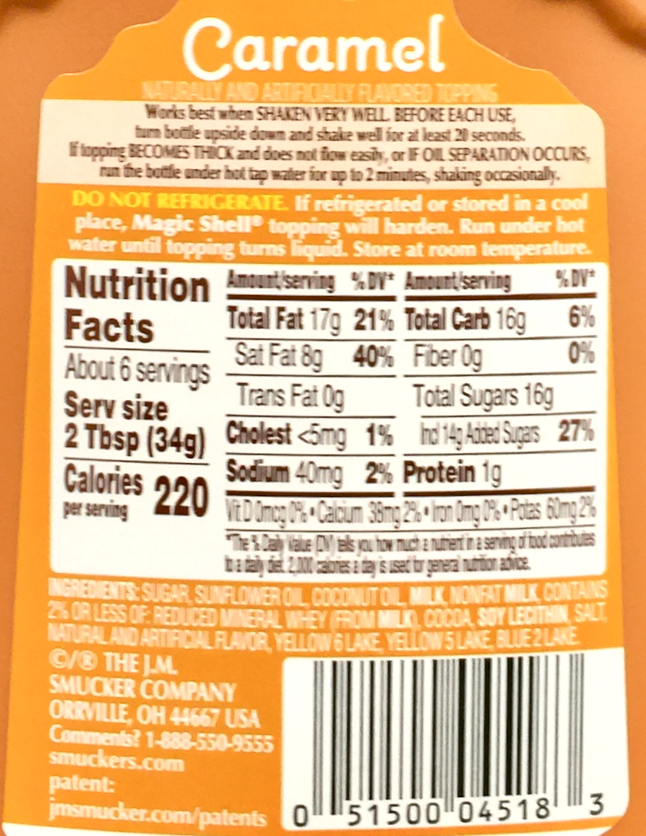 Caramel
NATURALLY AND ARTIFICIALLY FLAVORED TOPPING
Works best when SHAKEN VERY WELL. BEFORE EACH USE,
turn bottle upside down and shake well for at least 20 seconds.
If topping BECOMES THICK and does not flow easily, or IF OIL SEPARATION OCCURS,
run the bottle under hot tap water for up to 2 minutes, shaking occasionally.
DO NOT REFRIGERATE. If refrigerated or stored in a cool
place, Magic Shell® topping will harden. Run under hot
water until topping turns liquid. Store at room temperature.
Nutrition
Facts
About 6 servings
Serv size
2 Tbsp (34g)
Calories 220
per serving
Amount/serving %DV*
Total Fat 17g 21%
Sat Fat 8g 40%
Trans Fat 0g
Cholest <5mg 1%
Sodium 40mg 2%
Amount/serving %DV*
Total Carb 16g 6%
Fiber 0g 0%
Total Sugars 16g
Incl 14g Added Sugars 27%
Protein 1g
Vit D 0mcg 0% • Calcium 38mg 2% • Iron 0mg 0% • Potas 60mg 2%
*The % Daily Value (DV) tells you how much a nutrient in a serving of food contributes
to a daily diet. 2,000 calories a day is used for general nutrition advice.
INGREDIENTS: SUGAR, SUNFLOWER OIL, COCONUT OIL, MILK, NONFAT MILK, CONTAINS
2% OR LESS OF: REDUCED MINERAL WHEY (FROM MILK), COCOA, SOY LECITHIN, SALT,
NATURAL AND ARTIFICIAL FLAVOR, YELLOW 6 LAKE, YELLOW 5 LAKE, BLUE 2 LAKE.
©/® THE J.M.
SMUCKER COMPANY
ORRVILLE, OH 44667 USA
Comments? 1-888-550-9555
smuckers.com
patent:
jmsmucker.com/patents
0 51500 04518 3